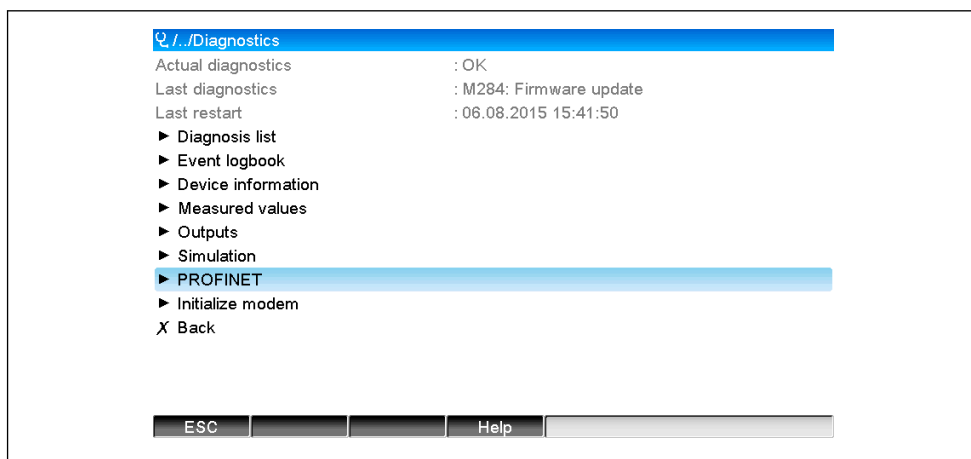 /../Diagnostics
Actual diagnostics : OK
Last diagnostics : M284: Firmware update
Last restart : 06.08.2015 15:41:50
► Diagnosis list
► Event logbook
► Device information
► Measured values
► Outputs
► Simulation
► PROFINET
► Initialize modem
X Back
ESC Help